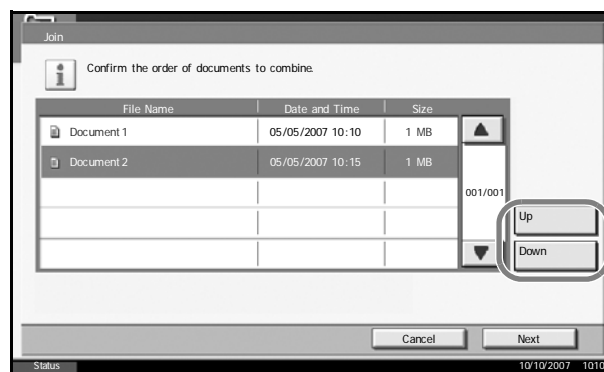 Join
Confirm the order of documents to combine.
File Name Date and Time Size
Document 1 05/05/2007 10:10 1 MB
Document 2 05/05/2007 10:15 1 MB
001/001
Up
Down
Cancel Next
Status 10/10/2007 10:10